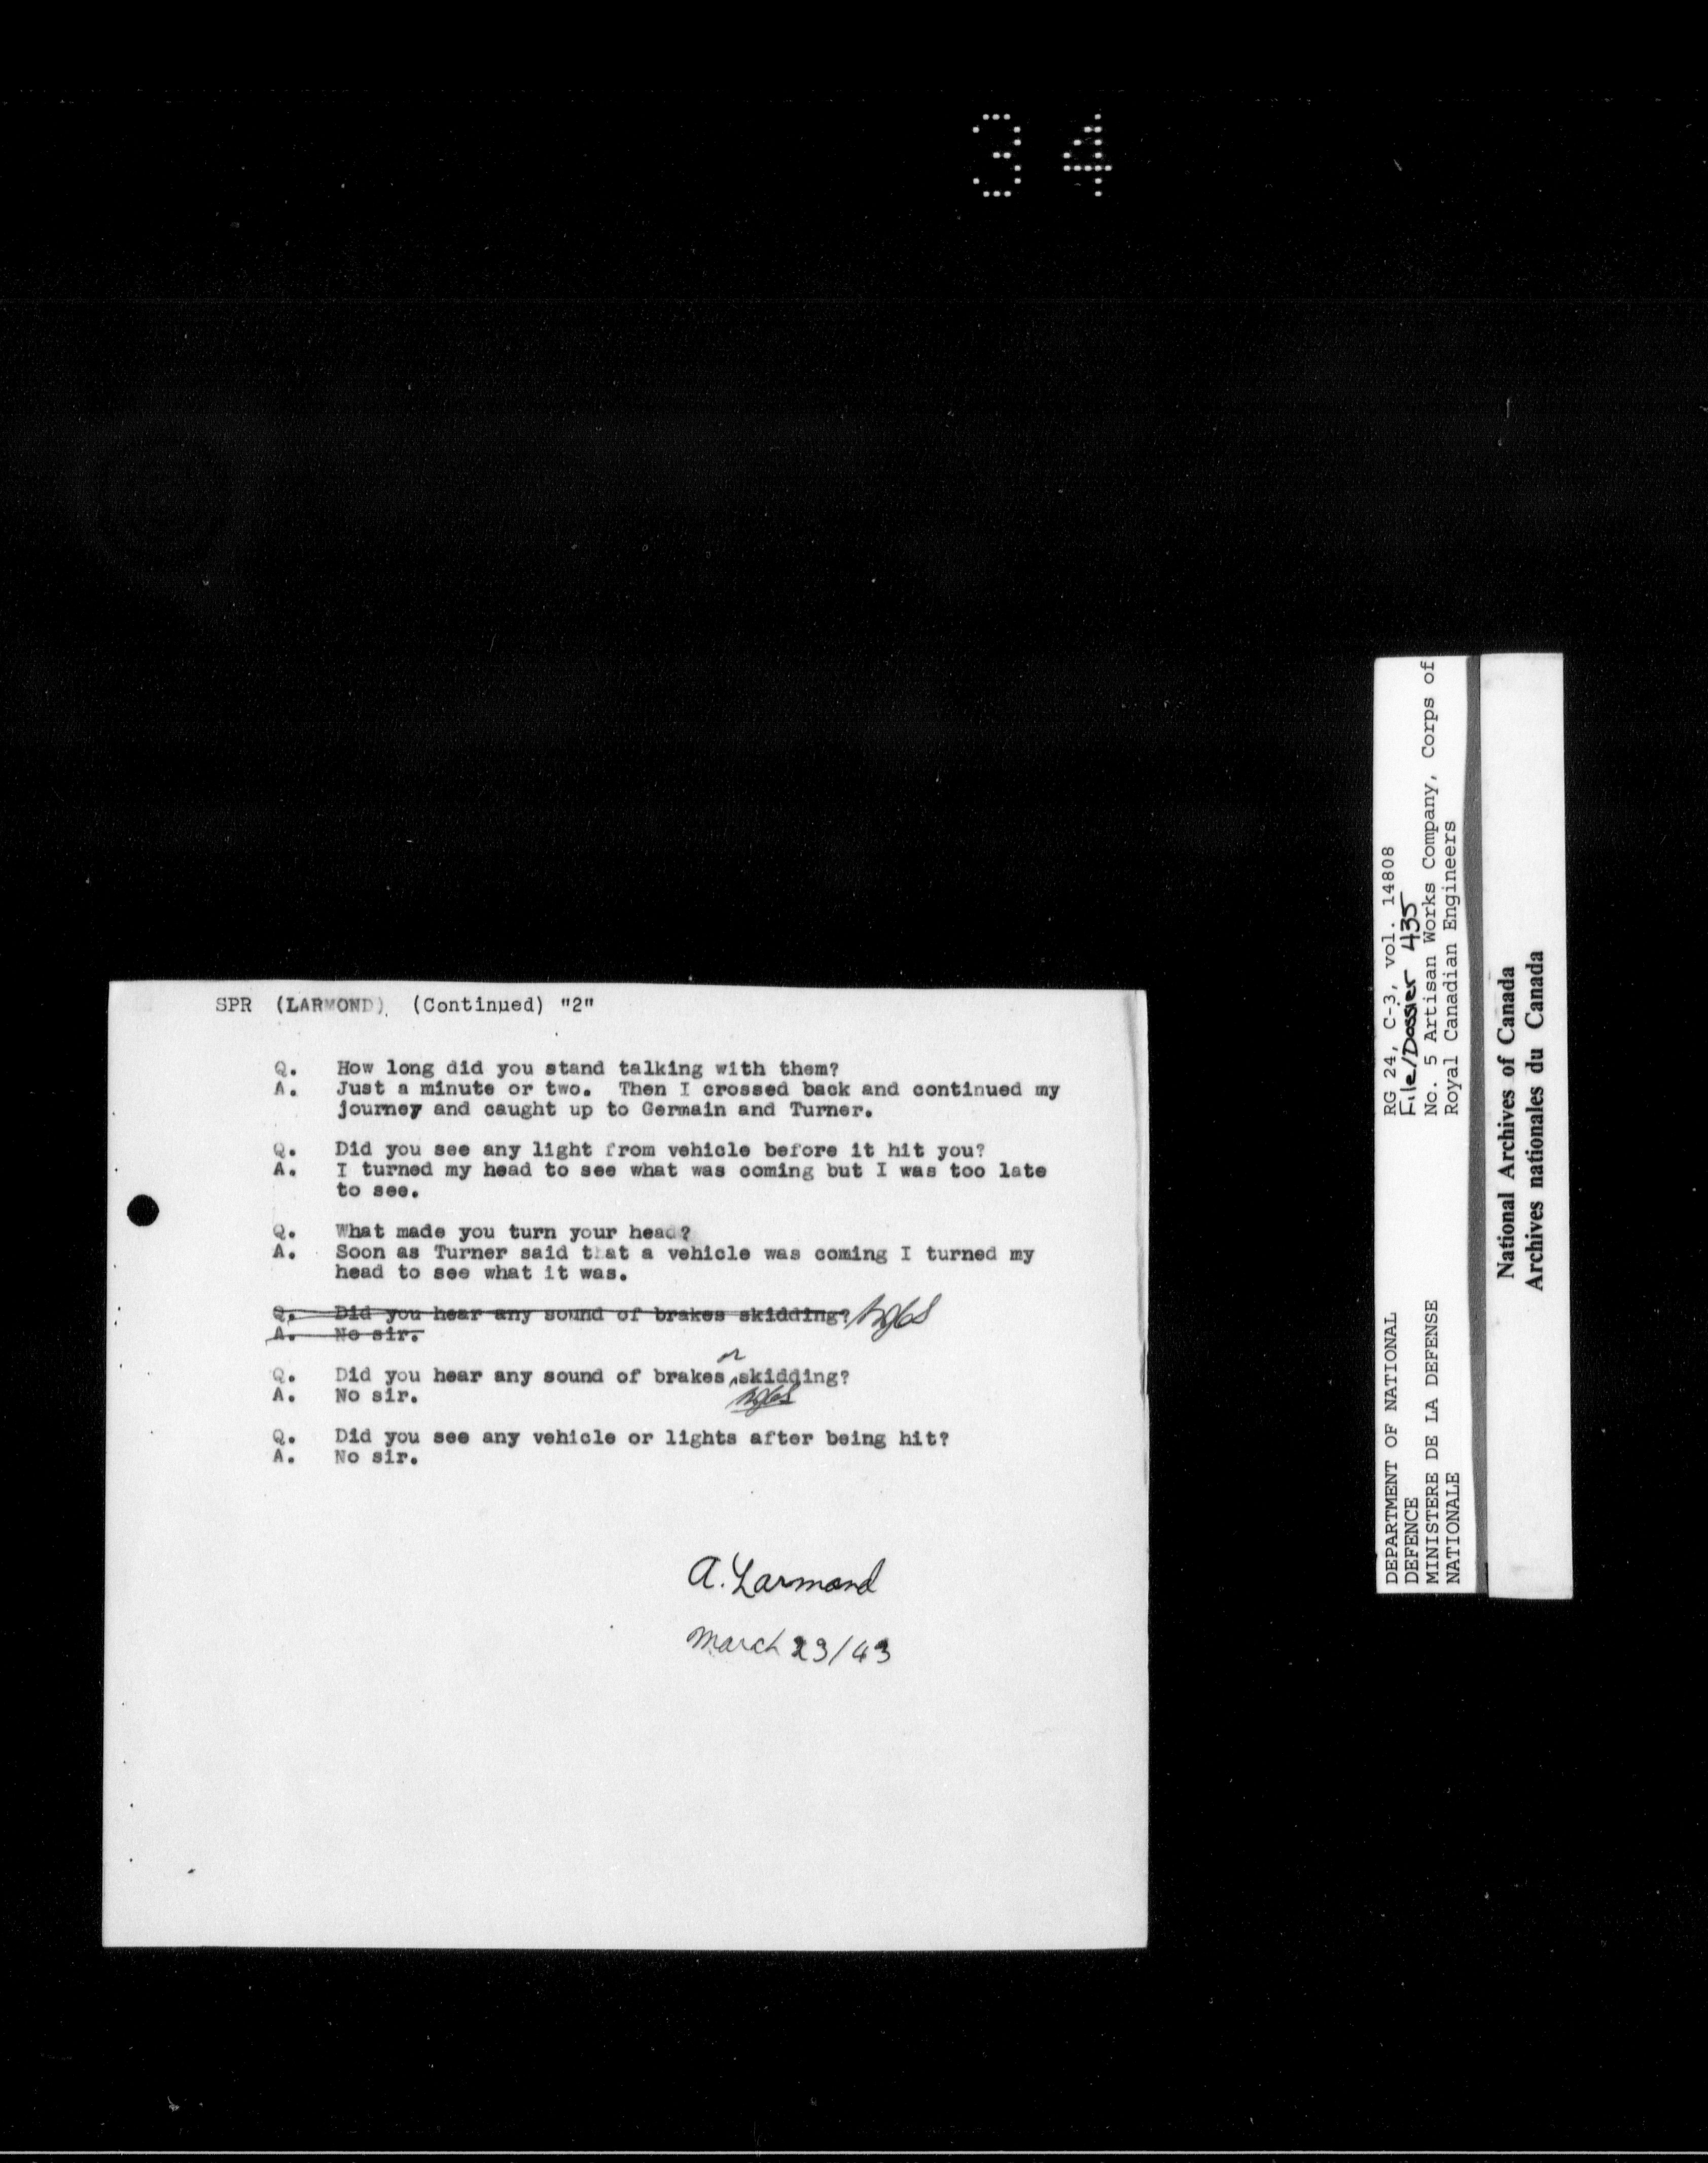 34
SPR (LARMOND) (Continued) "2"
Q. How long did you stand talking with them?
A. Just a minute or two. Then I crossed back and continued my
journey and caught up to Germain and Turner.
Q. Did you see any light from vehicle before it hit you?
A. I turned my head to see what was coming but I was too late
to see.
Q. What made you turn your head?
A. Soon as Turner said that a vehicle was coming I turned my
head to see what it was.
Q. Did you hear any sound of brakes skidding?
A. No sir.
or
Q. Did you hear any sound of brakes skidding?
A. No sir.
Q. Did you see any vehicle or lights after being hit?
A. No sir.
A. Larmond
March 23/43
DEPARTMENT OF NATIONAL
DEFENCE
MINISTERE DE LA DEFENSE
NATIONALE
RG 24, C-3, vol. 14808
File/Dossier 435
No. 5 Artisan Works Company, Corps of
Royal Canadian Engineers
National Archives of Canada
Archives nationales du Canada